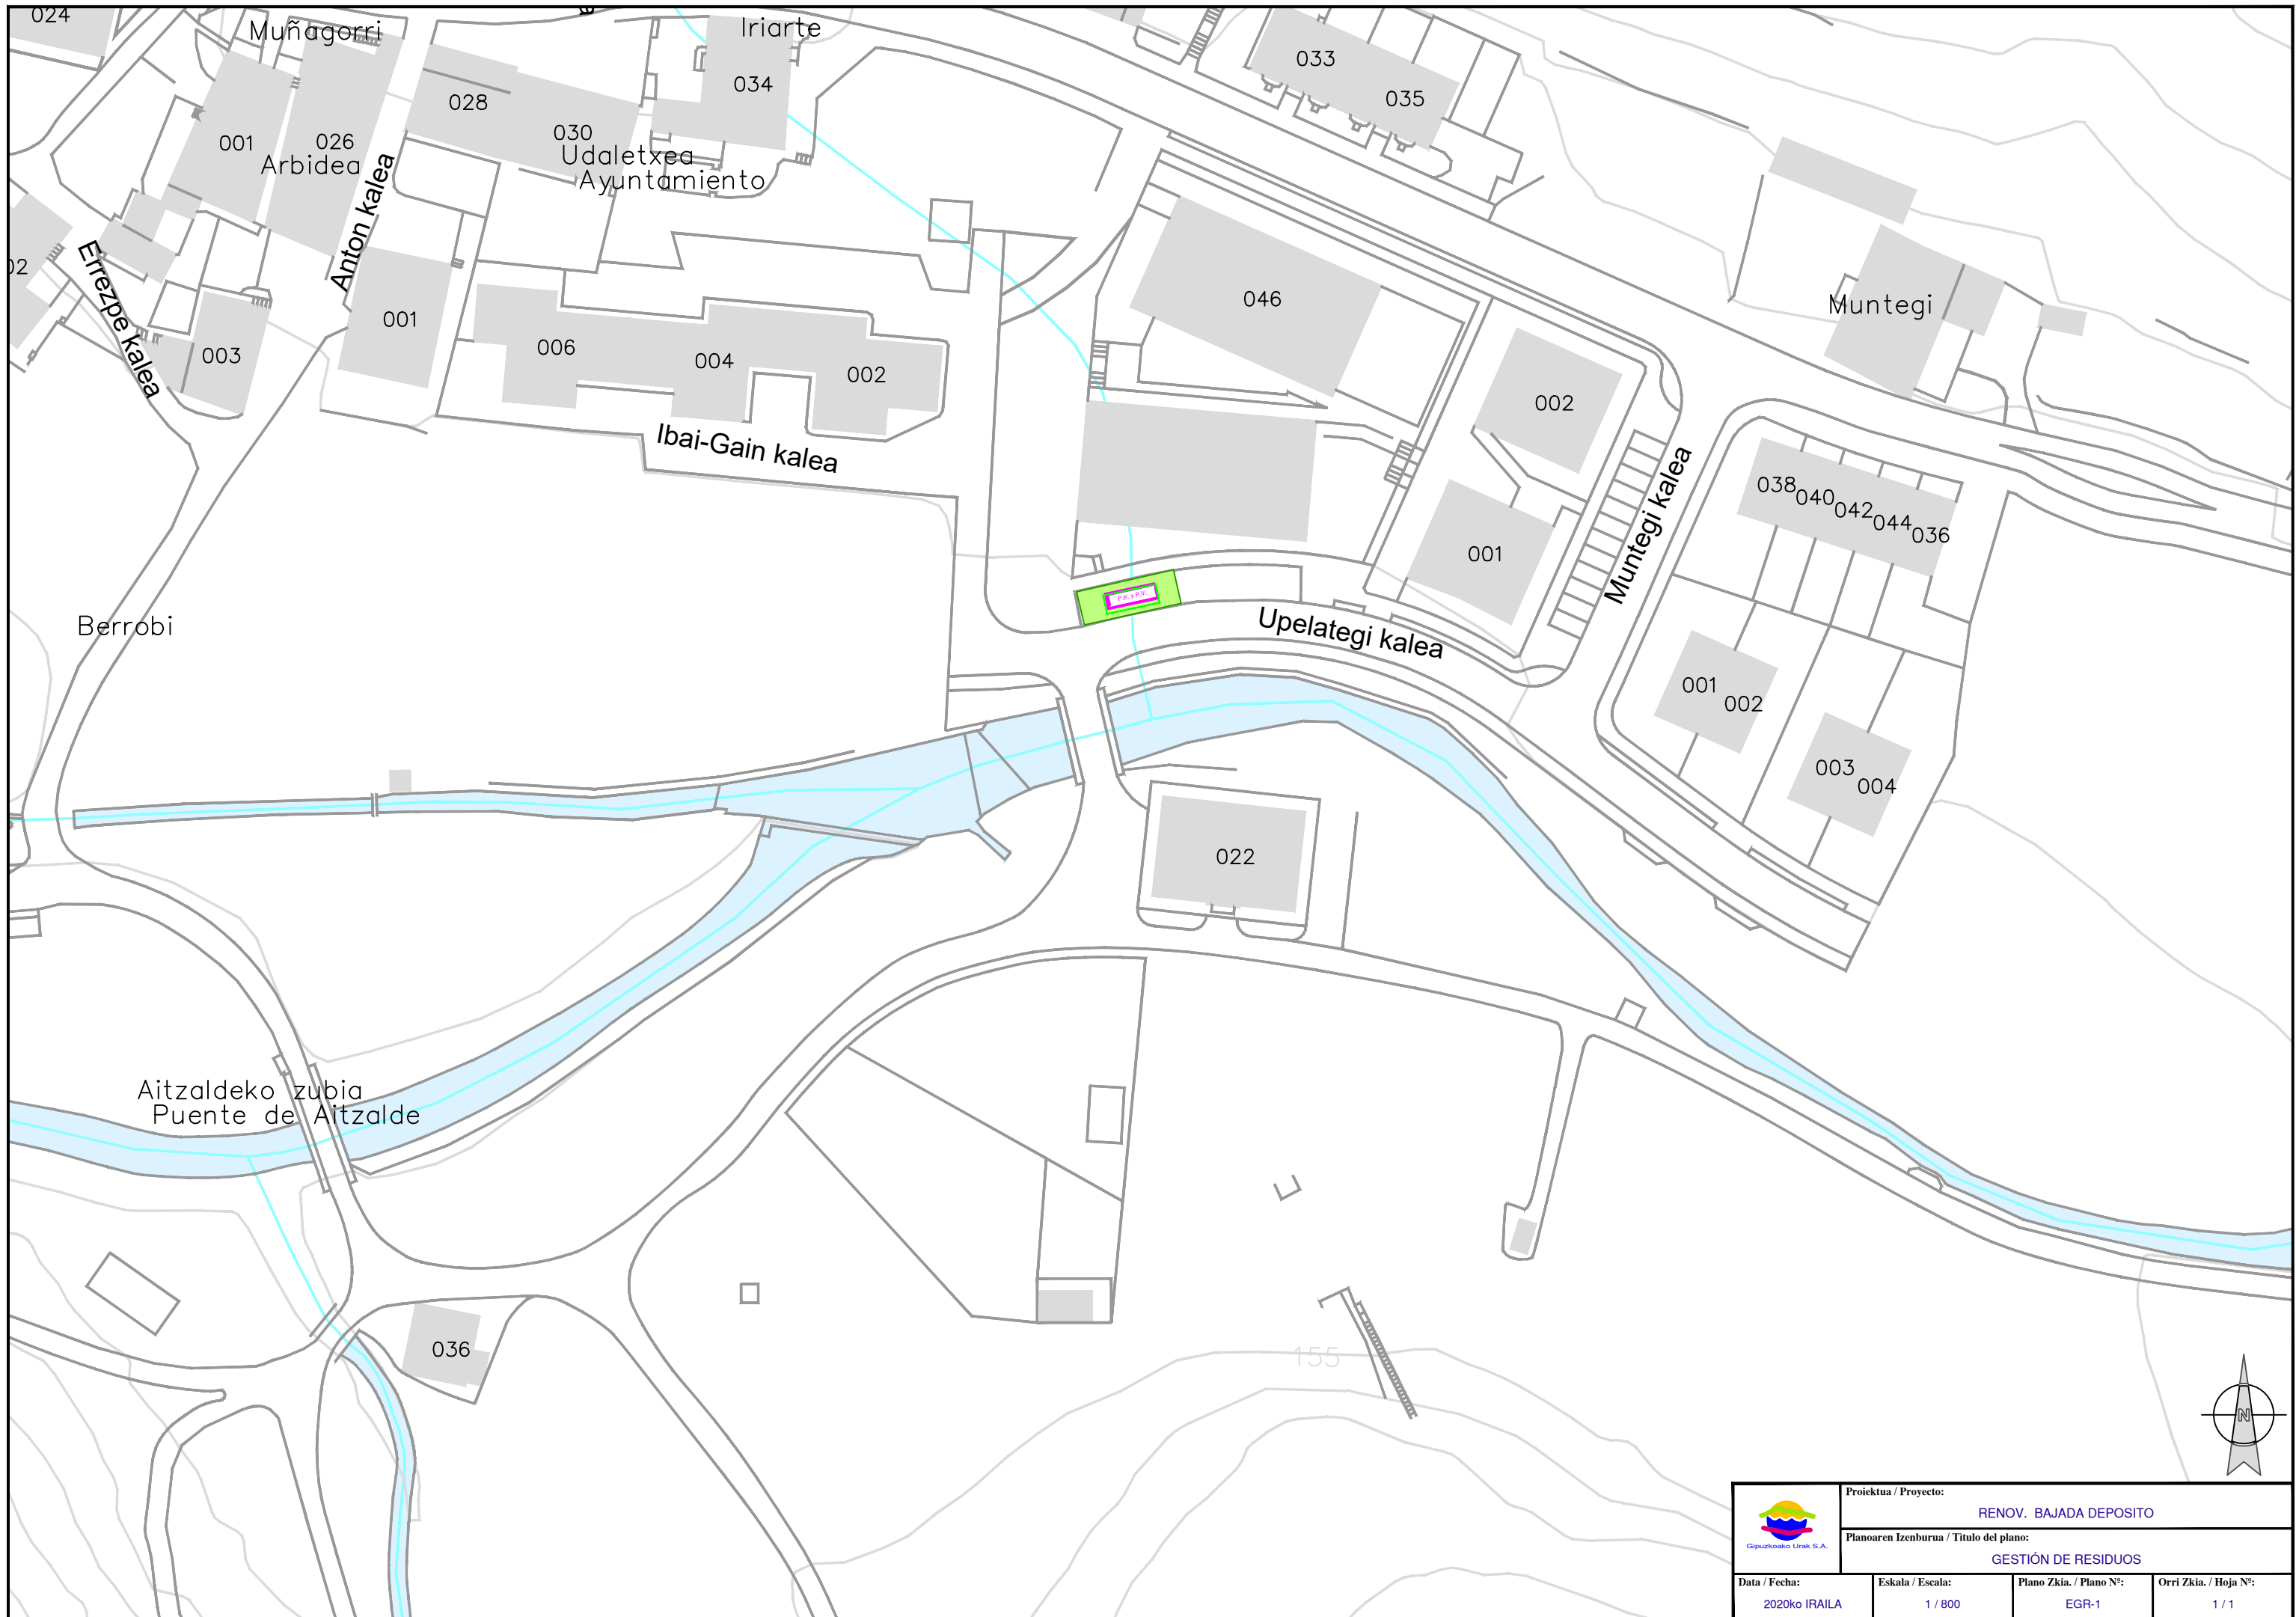 024
Muñagorri
Iriarte
033
034
035
028
030
001
026
Arbidea
Udaletxea
Ayuntamiento
Anton kalea
Errezpe kalea
02
046
Muntegi
001
003
006
004
002
002
Ibai-Gain kalea
Muntegi kalea
038
040
042
044
036
001
P.P. y P.V.
Berrobi
Upelategi kalea
001
002
003
004
022
Aitzaldeko zubia
Puente de Aitzalde
036
155
N
Proiektua / Proyecto:
RENOV. BAJADA DEPOSITO
Planoaren Izenburua / Titulo del plano:
GESTIÓN DE RESIDUOS
Gipuzkoako Urak S.A.
Data / Fecha:
2020ko IRAILA
Eskala / Escala:
1 / 800
Plano Zkia. / Plano Nº:
EGR-1
Orri Zkia. / Hoja Nº:
1 / 1